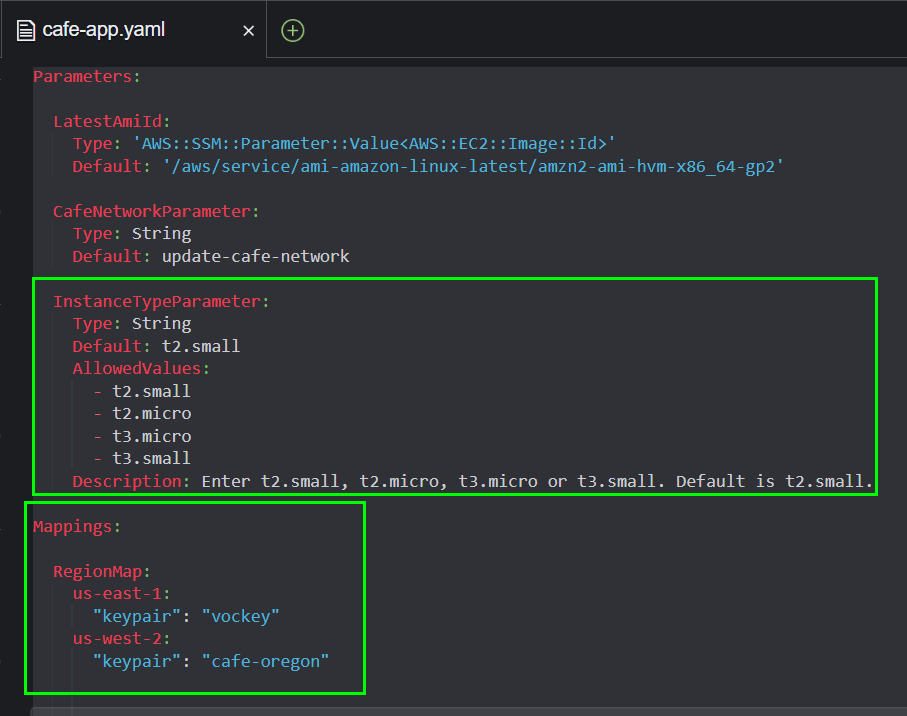 cafe-app.yaml
Parameters:
LatestAmiId:
Type: 'AWS::SSM::Parameter::Value<AWS::EC2::Image::Id>'
Default: '/aws/service/ami-amazon-linux-latest/amzn2-ami-hvm-x86_64-gp2'
CafeNetworkParameter:
Type: String
Default: update-cafe-network
InstanceTypeParameter:
Type: String
Default: t2.small
AllowedValues:
- t2.small
- t2.micro
- t3.micro
- t3.small
Description: Enter t2.small, t2.micro, t3.micro or t3.small. Default is t2.small.
Mappings:
RegionMap:
us-east-1:
"keypair": "vockey"
us-west-2:
"keypair": "cafe-oregon"